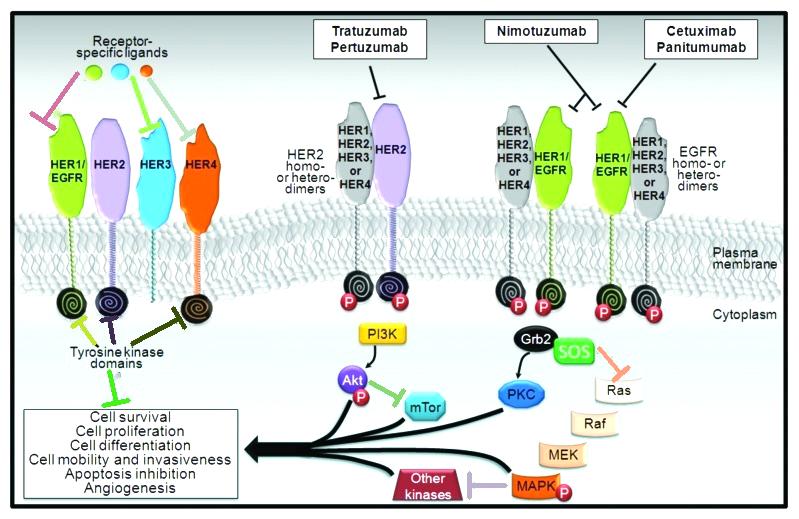 Receptor-
specific ligands
Tratuzumab
Pertuzumab
Nimotuzumab
Cetuximab
Panitumumab
HER1/
EGFR
HER2
HER3
HER4
HER2
homo-
or hetero-
dimers
HER1,
HER2,
HER3,
or
HER4
HER2
HER1,
HER2,
HER3,
or
HER4
HER1/
EGFR
HER1/
EGFR
HER1,
HER2,
HER3,
or
HER4
EGFR
homo- or
hetero-
dimers
Plasma
membrane
Cytoplasm
P
P
P
P
P
P
Tyrosine kinase
domains
PI3K
Akt
P
mTor
Grb2
SOS
PKC
Ras
Raf
MEK
MAPK
P
Other
kinases
Cell survival
Cell proliferation
Cell differentiation
Cell mobility and invasiveness
Apoptosis inhibition
Angiogenesis